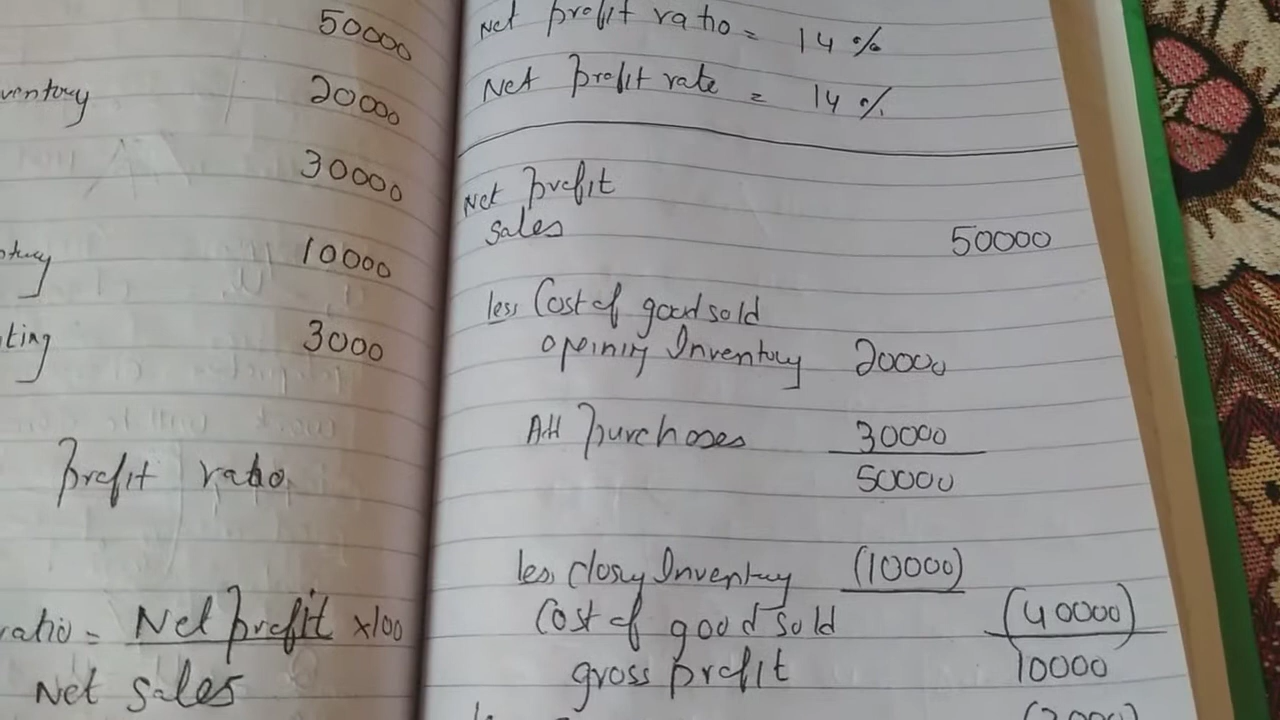 50000
ventory 20000
30000
10000
ting 3000
Profit ratio
ratio = Net Profit x100
Net sales
Net profit ratio = 14 %
Net Profit rate = 14 %
Net Profit
sales 50000
less Cost of good sold
opining Inventory 20000
Add Purchases 30000
50000
less closing Inventory (10000)
Cost of good sold (40000)
gross profit 10000